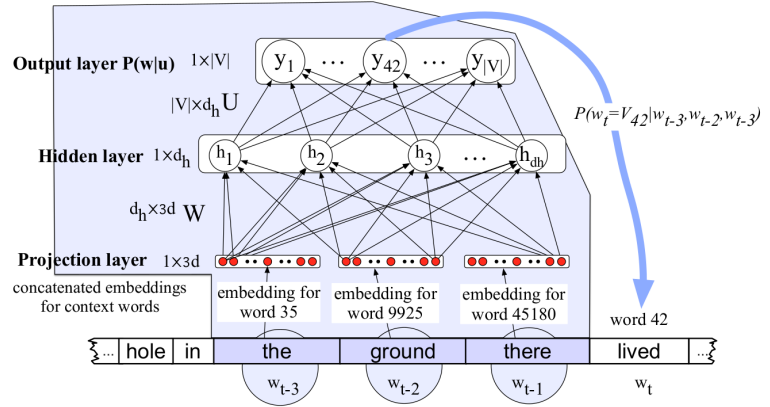 Output layer P(w|u) 1×|V|
y1 ... y42 ... y|V|
|V|×dh U
P(wt=V42|wt-3,wt-2,wt-3)
Hidden layer 1×dh
h1 h2 h3 ... hdh
dh×3d W
Projection layer 1×3d
concatenated embeddings
for context words
embedding for
word 35
embedding for
word 9925
embedding for
word 45180
word 42
... hole in the ground there lived ...
wt-3 wt-2 wt-1 wt